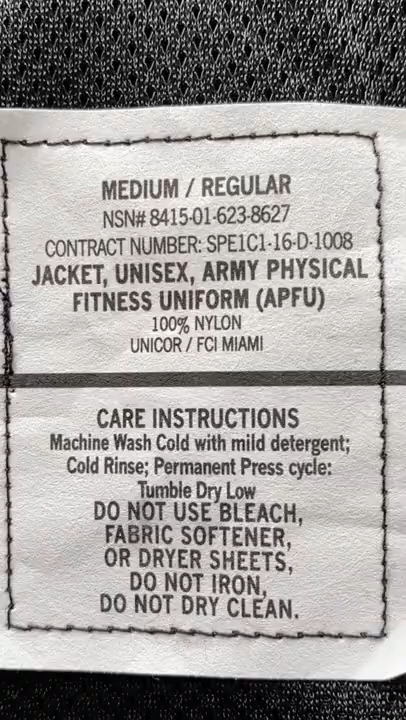 MEDIUM / REGULAR
NSN# 8415-01-623-8627
CONTRACT NUMBER: SPE1C1-16-D-1008
JACKET, UNISEX, ARMY PHYSICAL
FITNESS UNIFORM (APFU)
100% NYLON
UNICOR / FCI MIAMI
CARE INSTRUCTIONS
Machine Wash Cold with mild detergent;
Cold Rinse; Permanent Press cycle:
Tumble Dry Low
DO NOT USE BLEACH,
FABRIC SOFTENER,
OR DRYER SHEETS,
DO NOT IRON,
DO NOT DRY CLEAN.